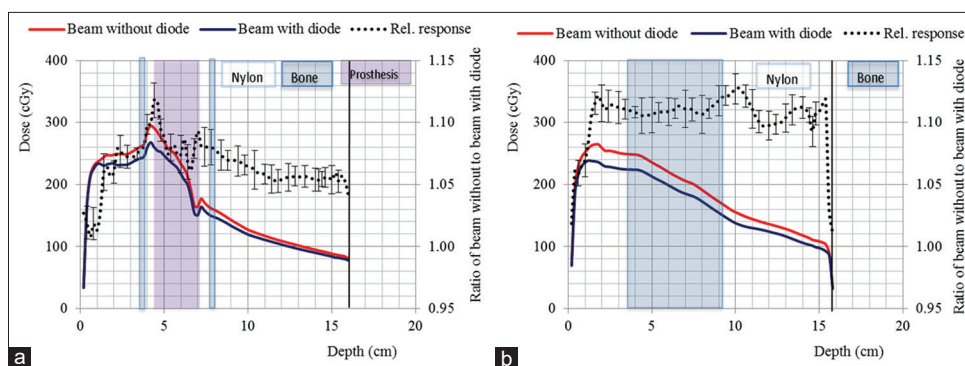 Beam without diode Beam with diode Rel. response
400
300
200
100
0
Dose (cGy)
1.15
1.10
1.05
1.00
0.95
Ratio of beam without to beam with diode
Nylon Bone Prosthesis
0 5 10 15 20
Depth (cm)
a
Beam without diode Beam with diode Rel. response
400
300
200
100
0
Dose (cGy)
1.15
1.10
1.05
1.00
0.95
Ratio of beam without to beam with diode
Nylon Bone
0 5 10 15 20
Depth (cm)
b